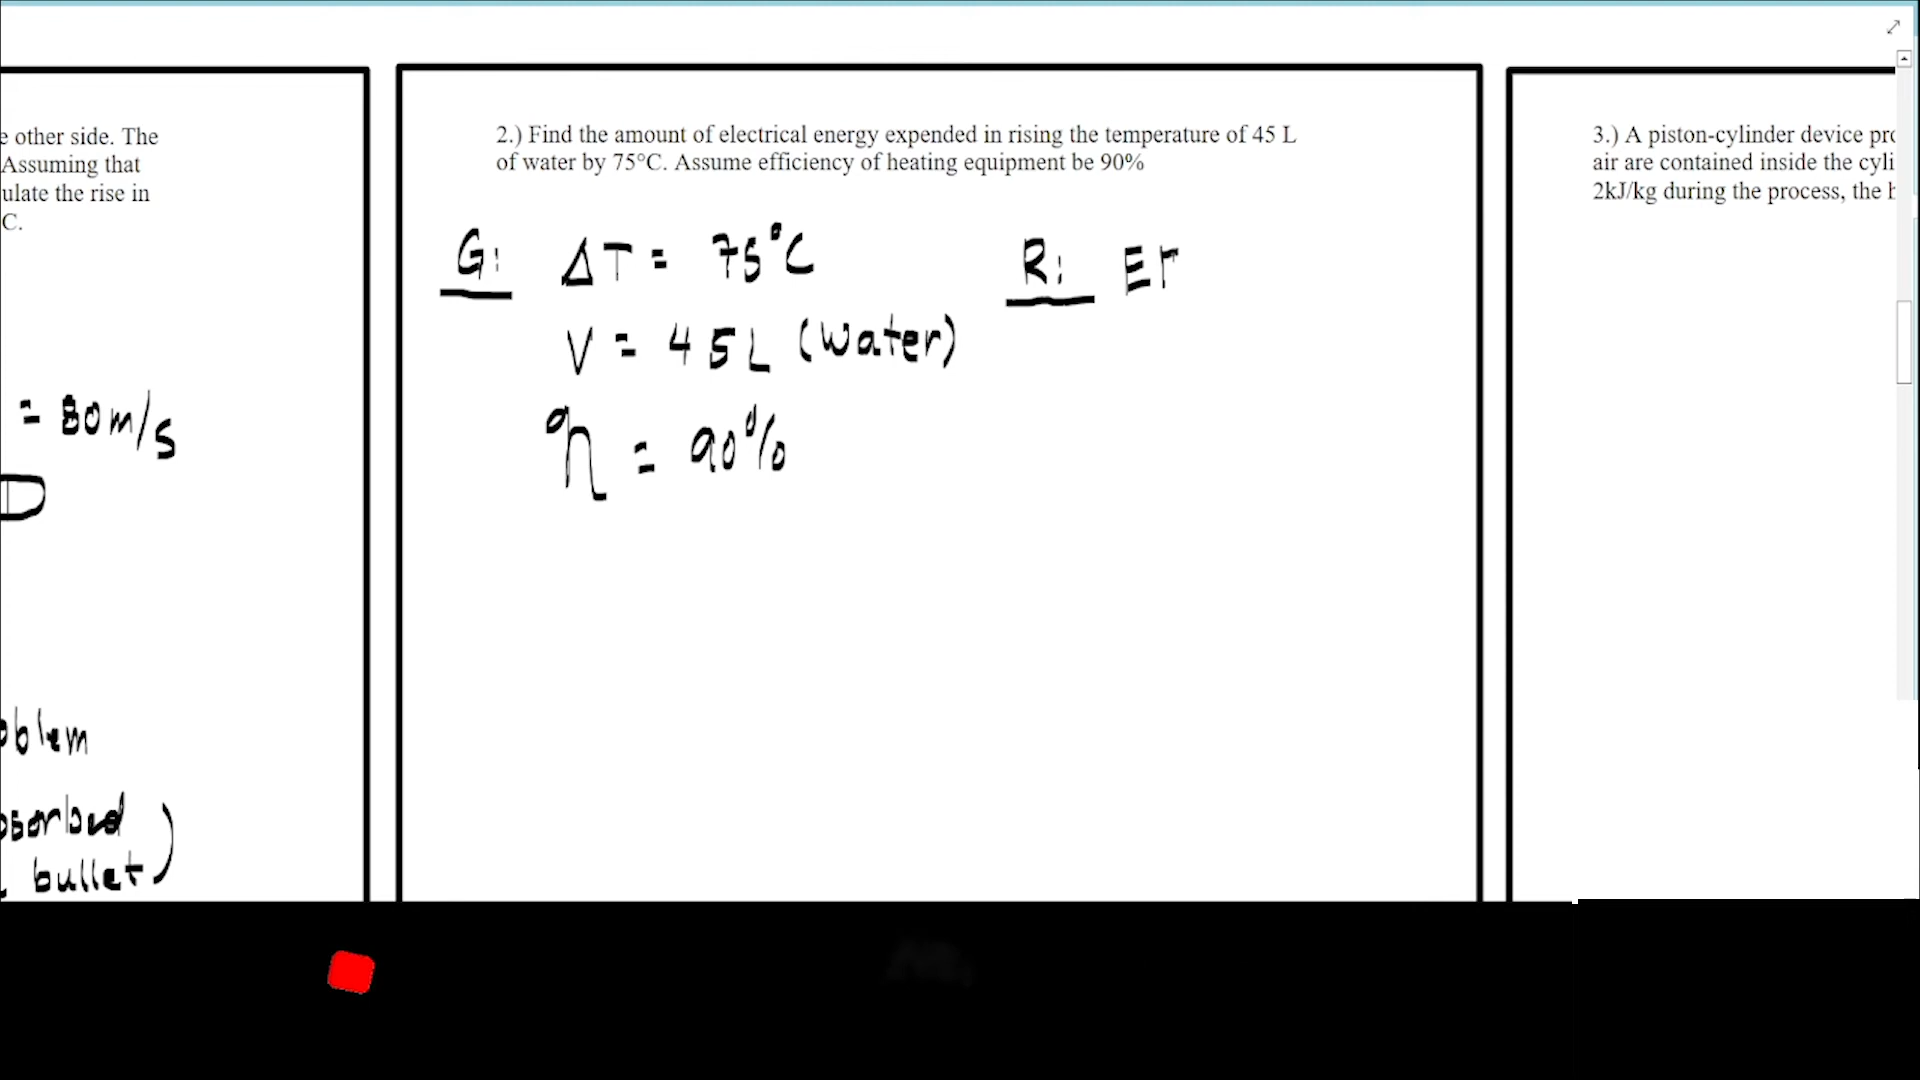 e other side. The
Assuming that
ulate the rise in
C.
= 80m/s
oblem
bullet)
2.) Find the amount of electrical energy expended in rising the temperature of 45 L
of water by 75°C. Assume efficiency of heating equipment be 90%
G: ΔT = 75°C
V = 45L (water)
η = 90%
R: Er
3.) A piston-cylinder device pro
air are contained inside the cyli
2kJ/kg during the process, the h